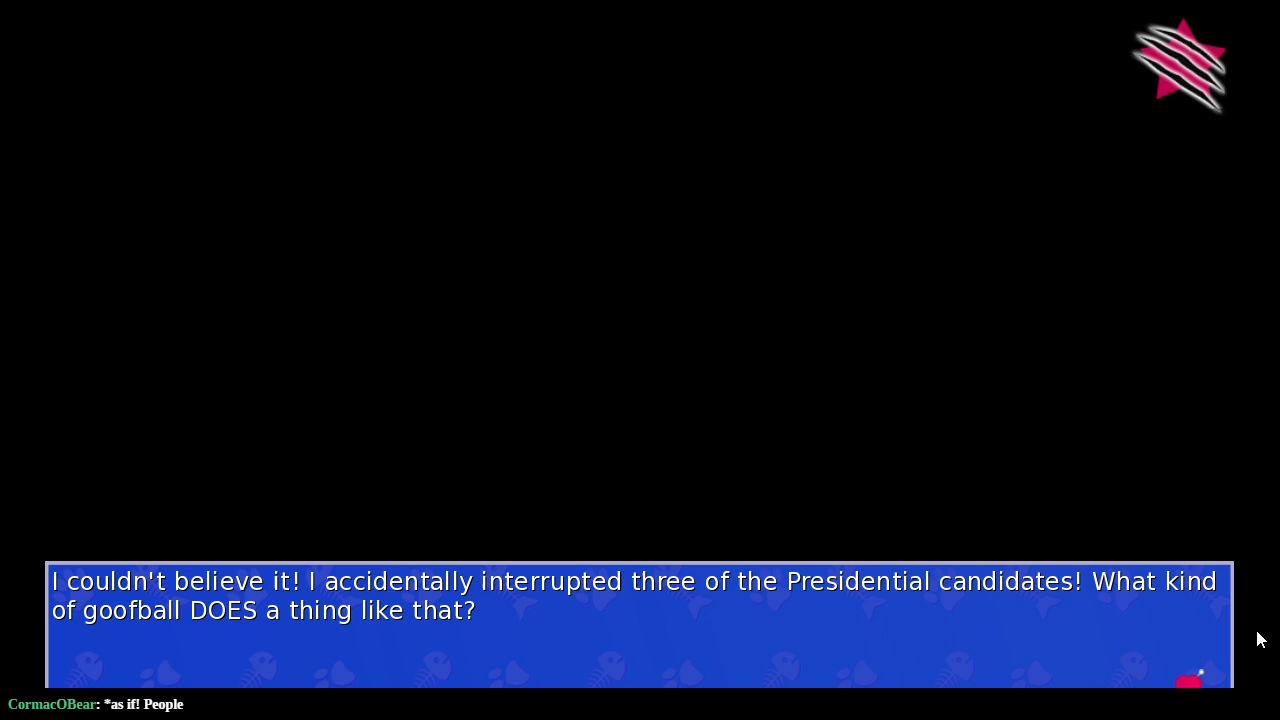 I couldn't believe it! I accidentally interrupted three of the Presidential candidates! What kind
of goofball DOES a thing like that?
CormacOBear: *as if! People